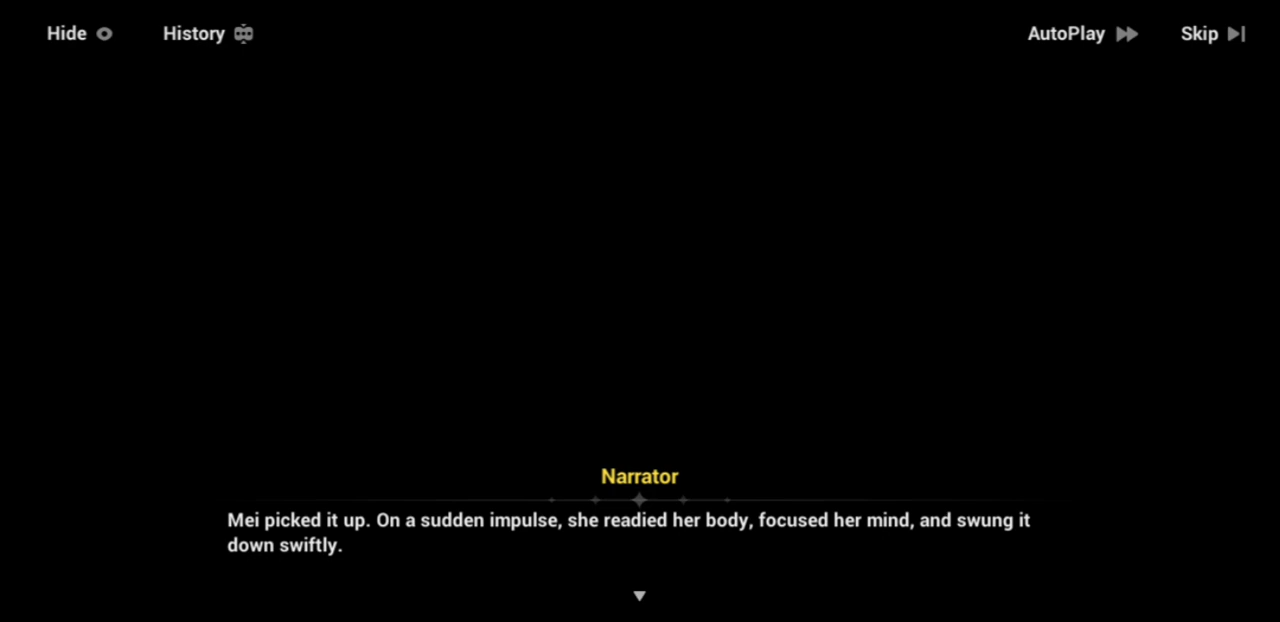 Hide
History
AutoPlay
Skip
Narrator
Mei picked it up. On a sudden impulse, she readied her body, focused her mind, and swung it
down swiftly.